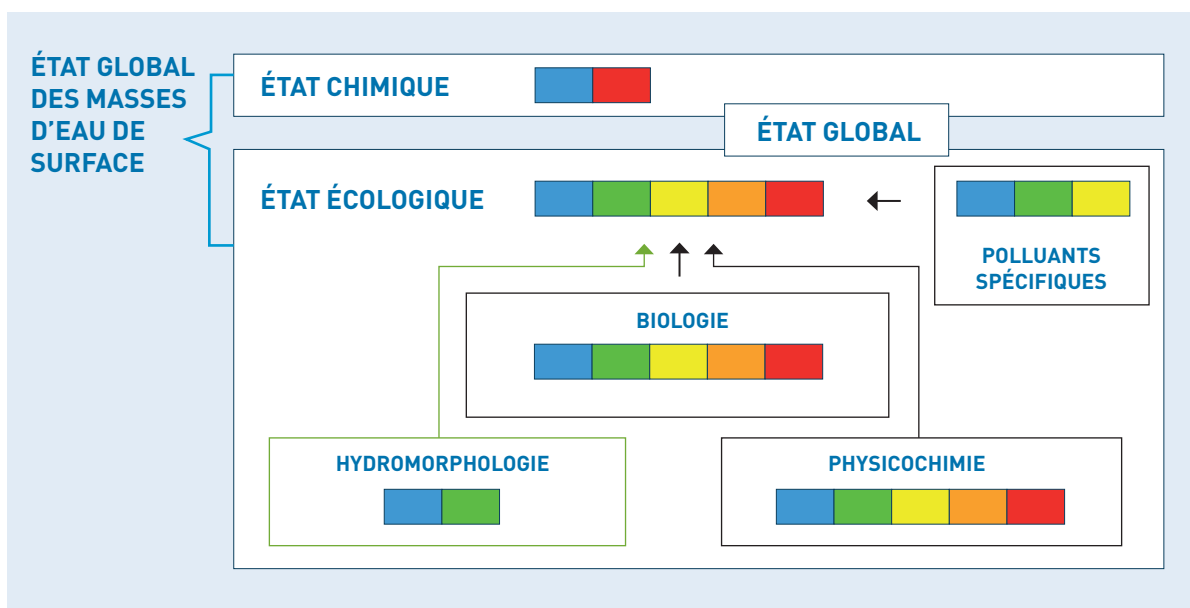 ÉTAT GLOBAL
DES MASSES
D'EAU DE
SURFACE
ÉTAT CHIMIQUE
ÉTAT GLOBAL
ÉTAT ÉCOLOGIQUE
POLLUANTS
SPÉCIFIQUES
BIOLOGIE
HYDROMORPHOLOGIE
PHYSICOCHIMIE